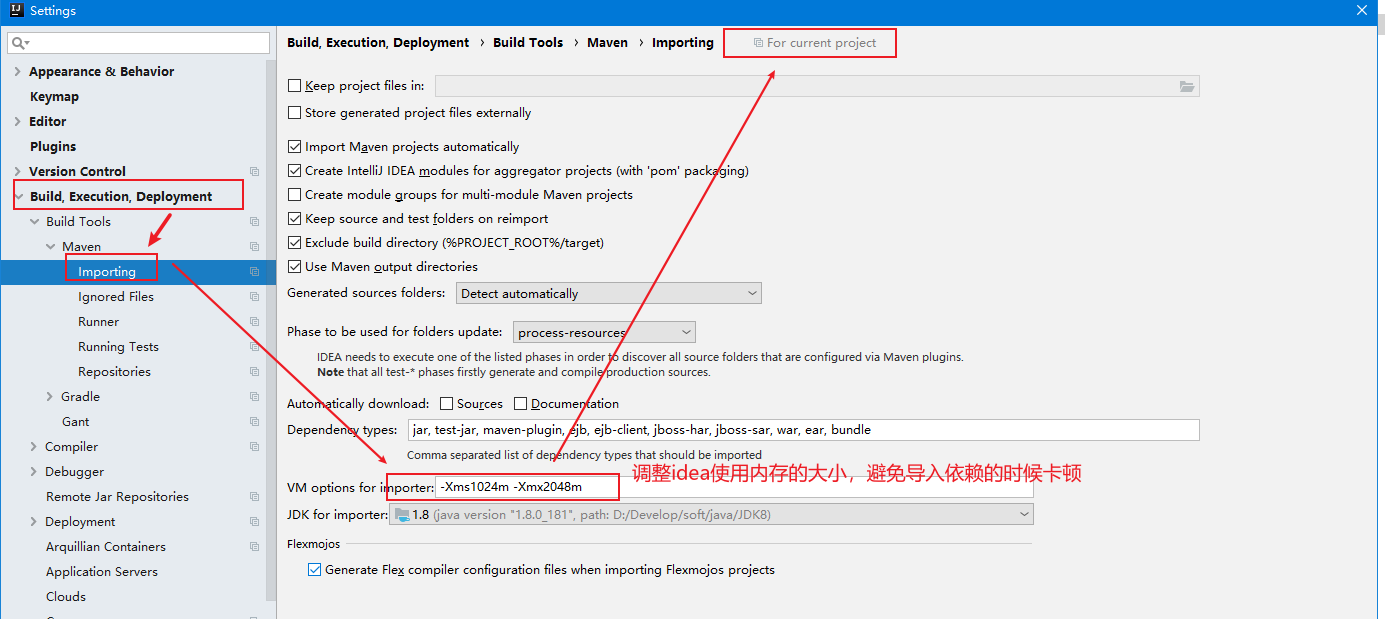 Settings
Appearance & Behavior
Keymap
Editor
Plugins
Version Control
Build, Execution, Deployment
Build Tools
Maven
Importing
Ignored Files
Runner
Running Tests
Repositories
Gradle
Gant
Compiler
Debugger
Remote Jar Repositories
Deployment
Arquillian Containers
Application Servers
Clouds
Build, Execution, Deployment › Build Tools › Maven › Importing For current project
Keep project files in:
Store generated project files externally
Import Maven projects automatically
Create IntelliJ IDEA modules for aggregator projects (with 'pom' packaging)
Create module groups for multi-module Maven projects
Keep source and test folders on reimport
Exclude build directory (%PROJECT_ROOT%/target)
Use Maven output directories
Generated sources folders: Detect automatically
Phase to be used for folders update: process-resources
IDEA needs to execute one of the listed phases in order to discover all source folders that are configured via Maven plugins.
Note that all test-* phases firstly generate and compile production sources.
Automatically download: Sources Documentation
Dependency types: jar, test-jar, maven-plugin, ejb, ejb-client, jboss-har, jboss-sar, war, ear, bundle
Comma separated list of dependency types that should be imported
调整idea使用内存的大小，避免导入依赖的时候卡顿
VM options for importer: -Xms1024m -Xmx2048m
JDK for importer: 1.8 (java version "1.8.0_181", path: D:/Develop/soft/java/JDK8)
Flexmojos
Generate Flex compiler configuration files when importing Flexmojos projects